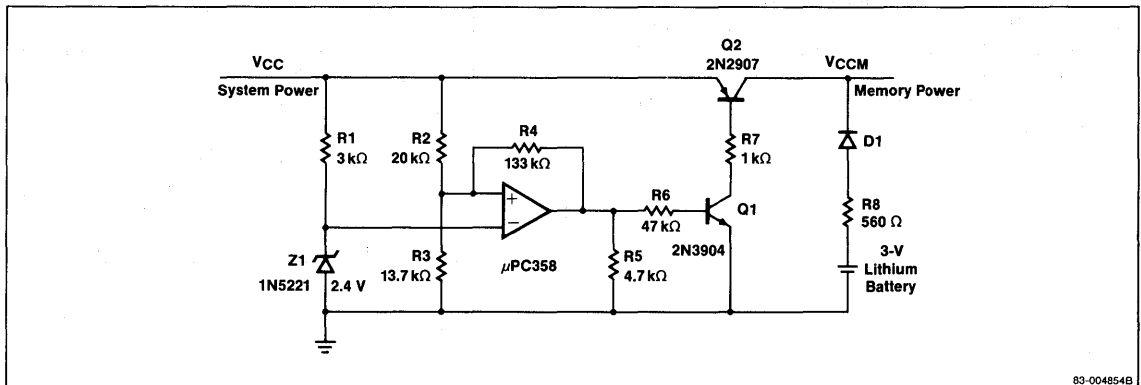 Q2
2N2907
VCC
VCCM
System Power
Memory Power
R1
3 kΩ
R2
20 kΩ
R4
133 kΩ
R7
1 kΩ
D1
+
−
R6
47 kΩ
Q1
R8
560 Ω
Z1
1N5221
2.4 V
R3
13.7 kΩ
μPC358
R5
4.7 kΩ
2N3904
3-V
Lithium
Battery
83-004854B